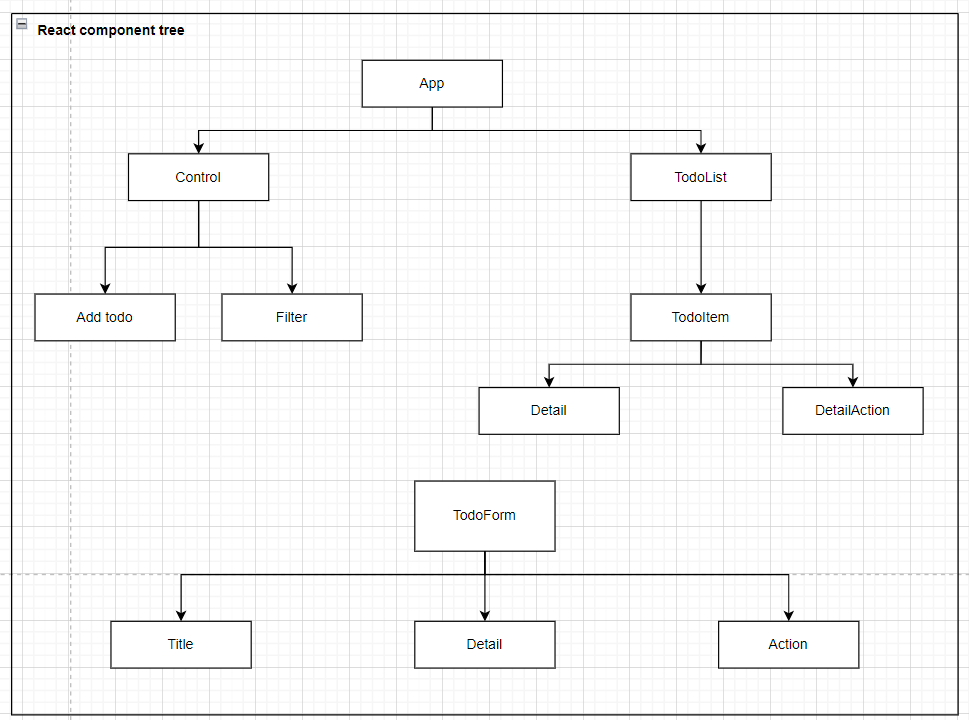 React component tree
App
Control
TodoList
Add todo
Filter
TodoItem
Detail
DetailAction
TodoForm
Title
Detail
Action